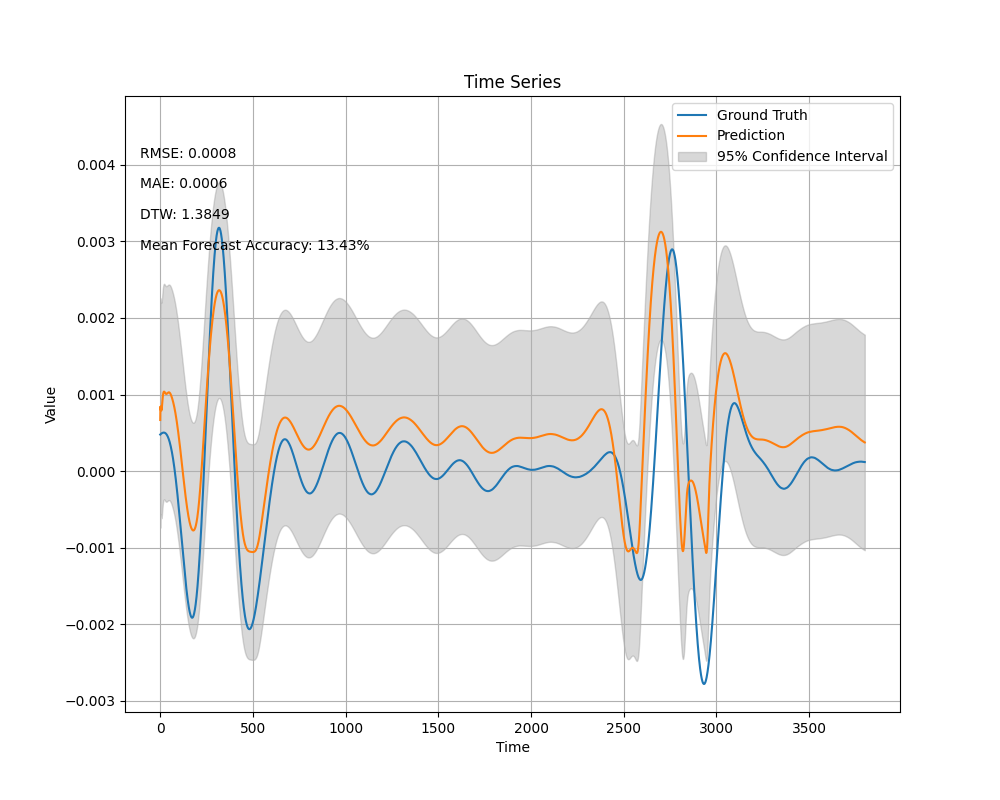 Time Series
Ground Truth
Prediction
95% Confidence Interval
RMSE: 0.0008
MAE: 0.0006
DTW: 1.3849
Mean Forecast Accuracy: 13.43%
Value
0.004
0.003
0.002
0.001
0.000
−0.001
−0.002
−0.003
0 500 1000 1500 2000 2500 3000 3500
Time